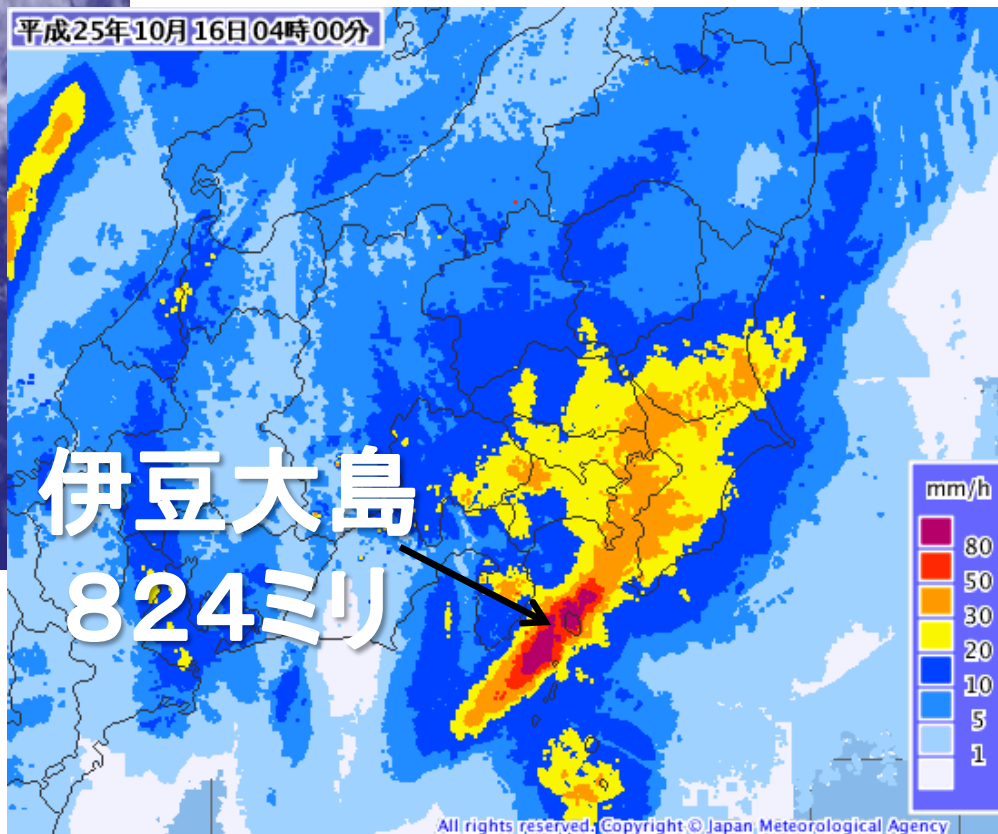 平成25年10月16日04時00分
伊豆大島
824ミリ
mm/h
80
50
30
20
10
5
1
All rights reserved. Copyright © Japan Meteorological Agency